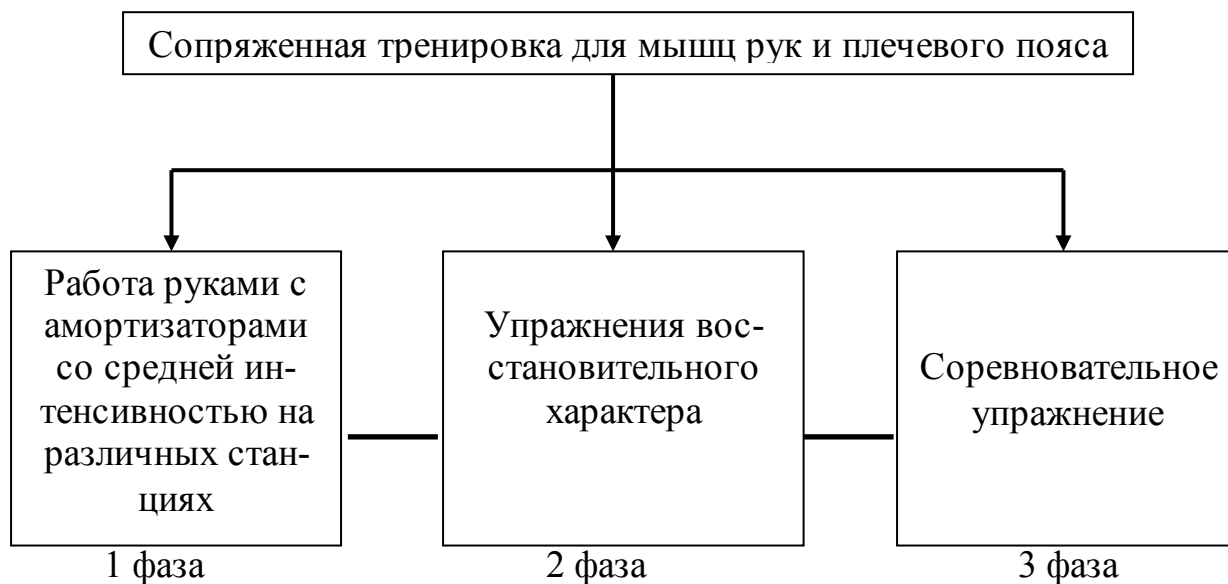 Сопряженная тренировка для мышц рук и плечевого пояса
Работа руками с
амортизаторами
со средней ин-
тенсивностью на
различных стан-
циях
Упражнения вос-
становительного
характера
Соревновательное
упражнение
1 фаза
2 фаза
3 фаза